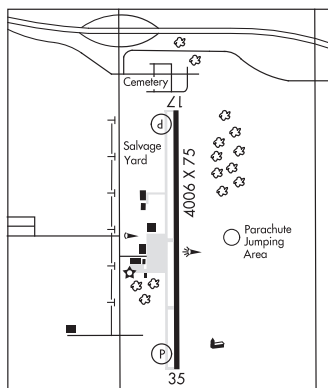 Cemetery
17
P
Salvage
Yard
4006 X 75
Parachute
Jumping
Area
P
35